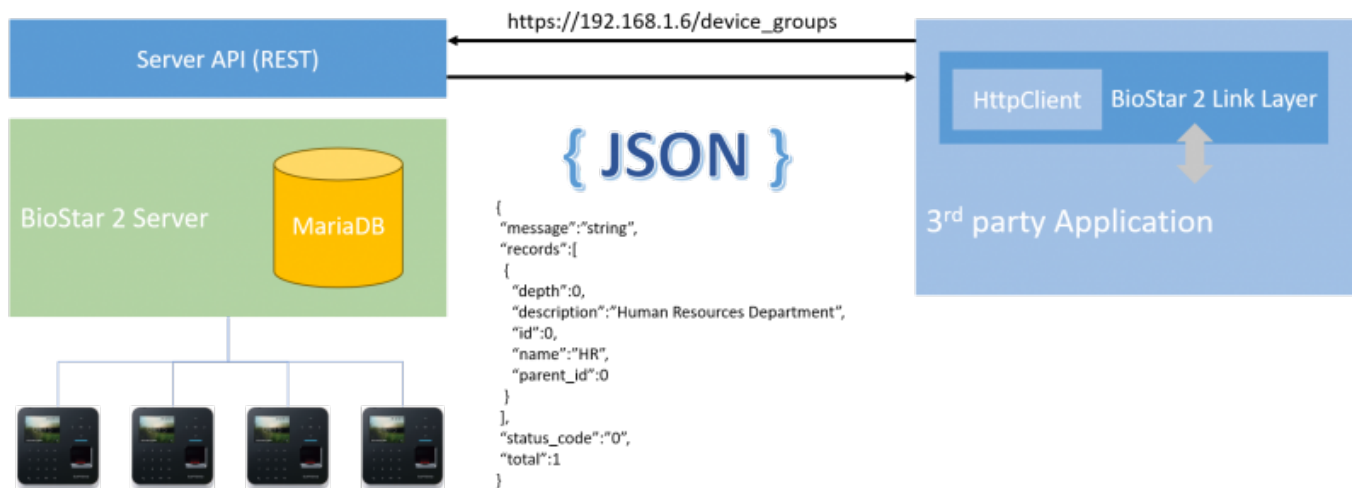 https://192.168.1.6/device_groups
Server API (REST)
HttpClient
BioStar 2 Link Layer
BioStar 2 Server
MariaDB
{ JSON }
3rd party Application
{
“message”:”string”,
“records”:[
{
“depth”:0,
“description”:”Human Resources Department”,
“id”:0,
“name”:”HR”,
“parent_id”:0
}
],
“status_code”:”0”,
“total”:1
}